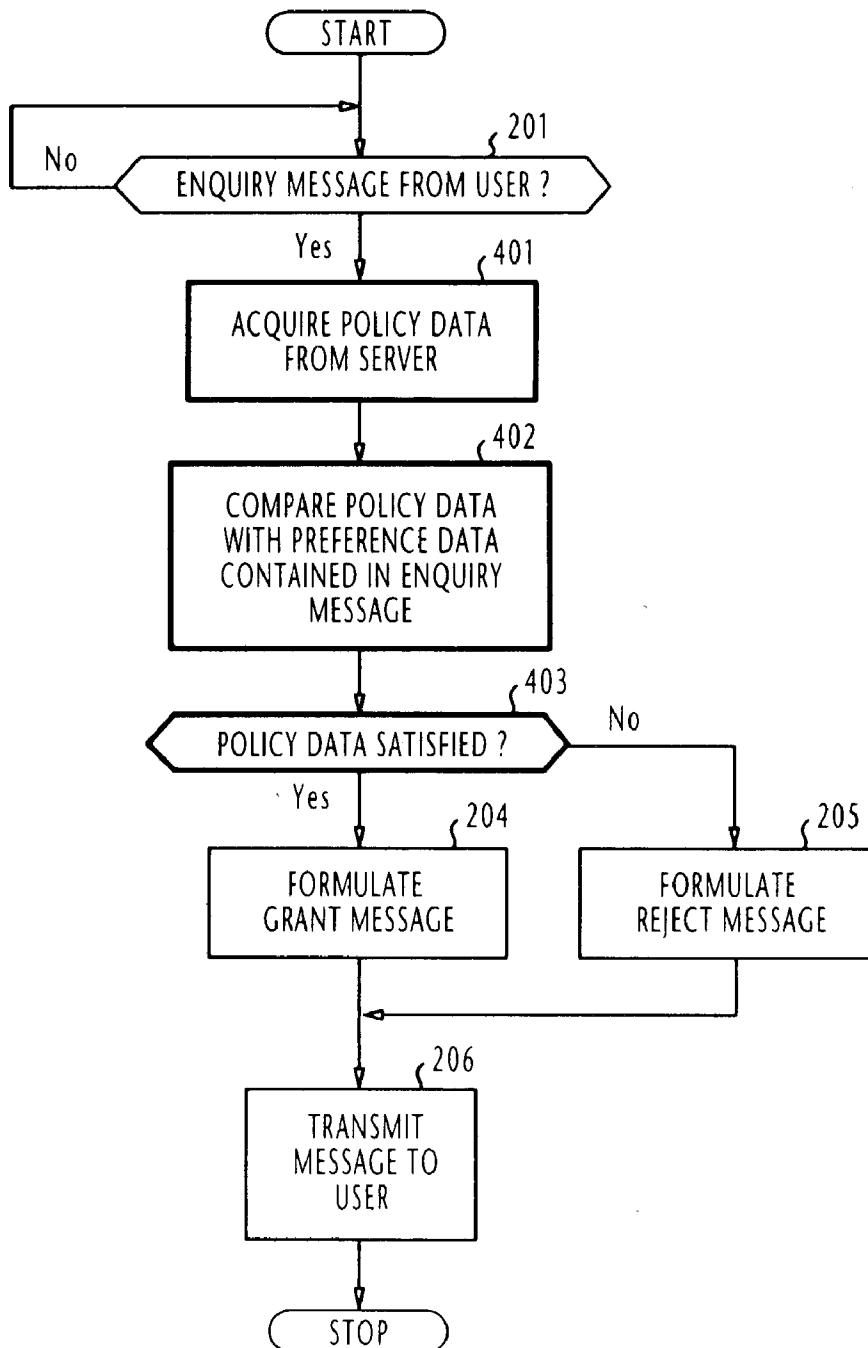 START
201
No
ENQUIRY MESSAGE FROM USER ?
Yes
401
ACQUIRE POLICY DATA
FROM SERVER
402
COMPARE POLICY DATA
WITH PREFERENCE DATA
CONTAINED IN ENQUIRY
MESSAGE
403
POLICY DATA SATISFIED ?
No
Yes
204
FORMULATE
GRANT MESSAGE
205
FORMULATE
REJECT MESSAGE
206
TRANSMIT
MESSAGE TO
USER
STOP